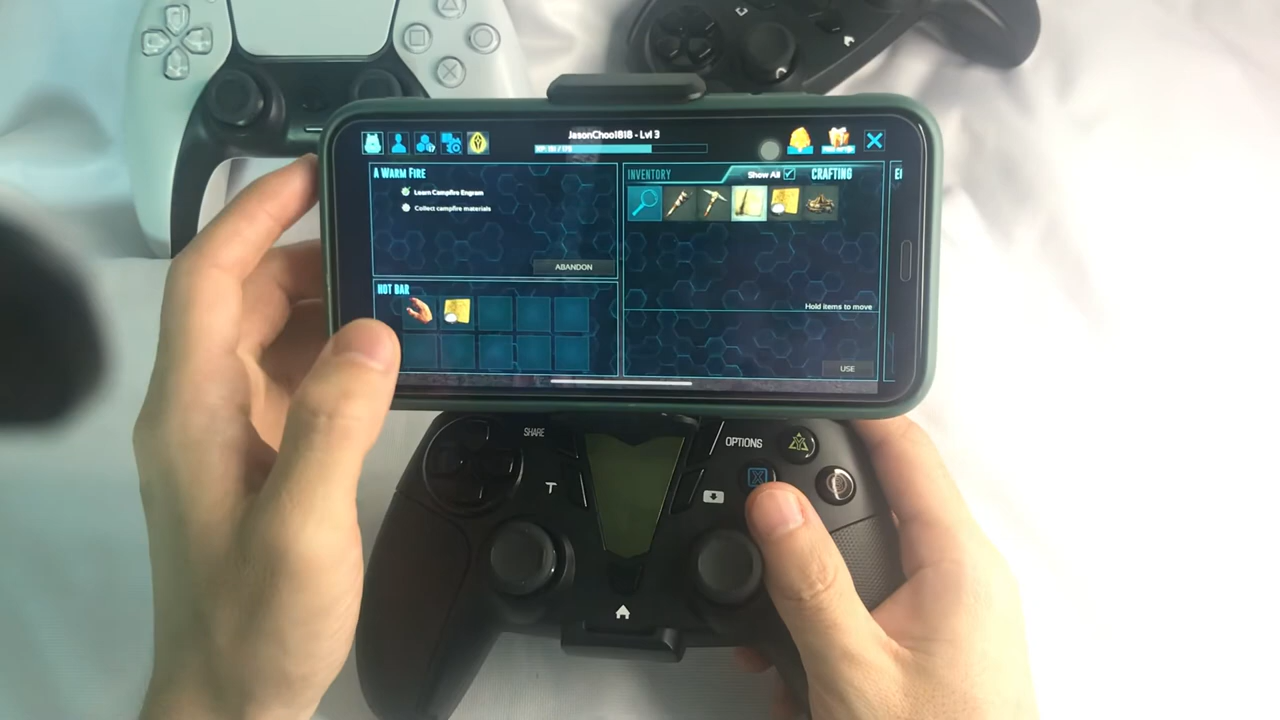 JasonChoo1818 - Lvl 3
A WARM FIRE
Learn Campfire Engram
Collect campfire materials
ABANDON
HOT BAR
INVENTORY
Show All
CRAFTING
Hold items to move
USE
SHARE
OPTIONS
T
X